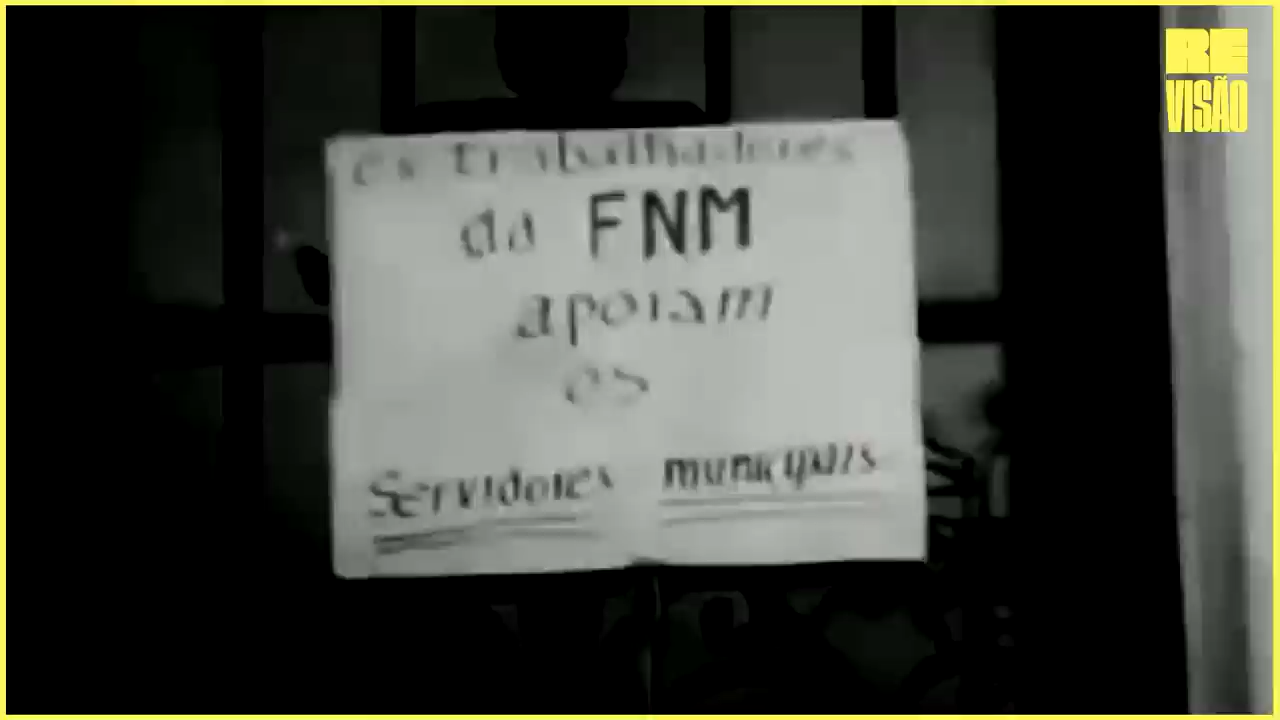 RE
VISÃO
os trabalhadores
da FNM
apoiam
os
Servidores municipais